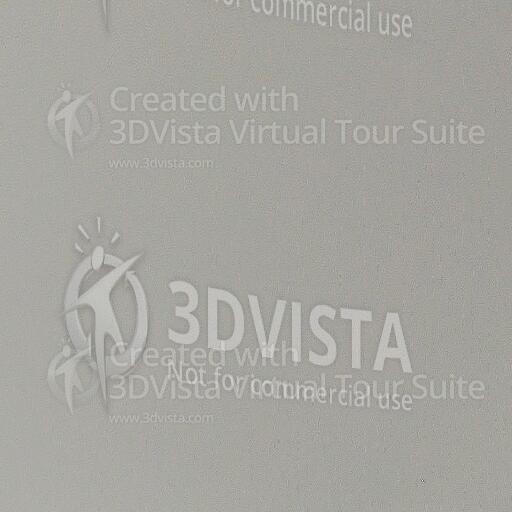 for commercial use
Created with
3DVista Virtual Tour Suite
www.3dvista.com
3DVISTA
Not for commercial use
Created with
3DVista Virtual Tour Suite
www.3dvista.com